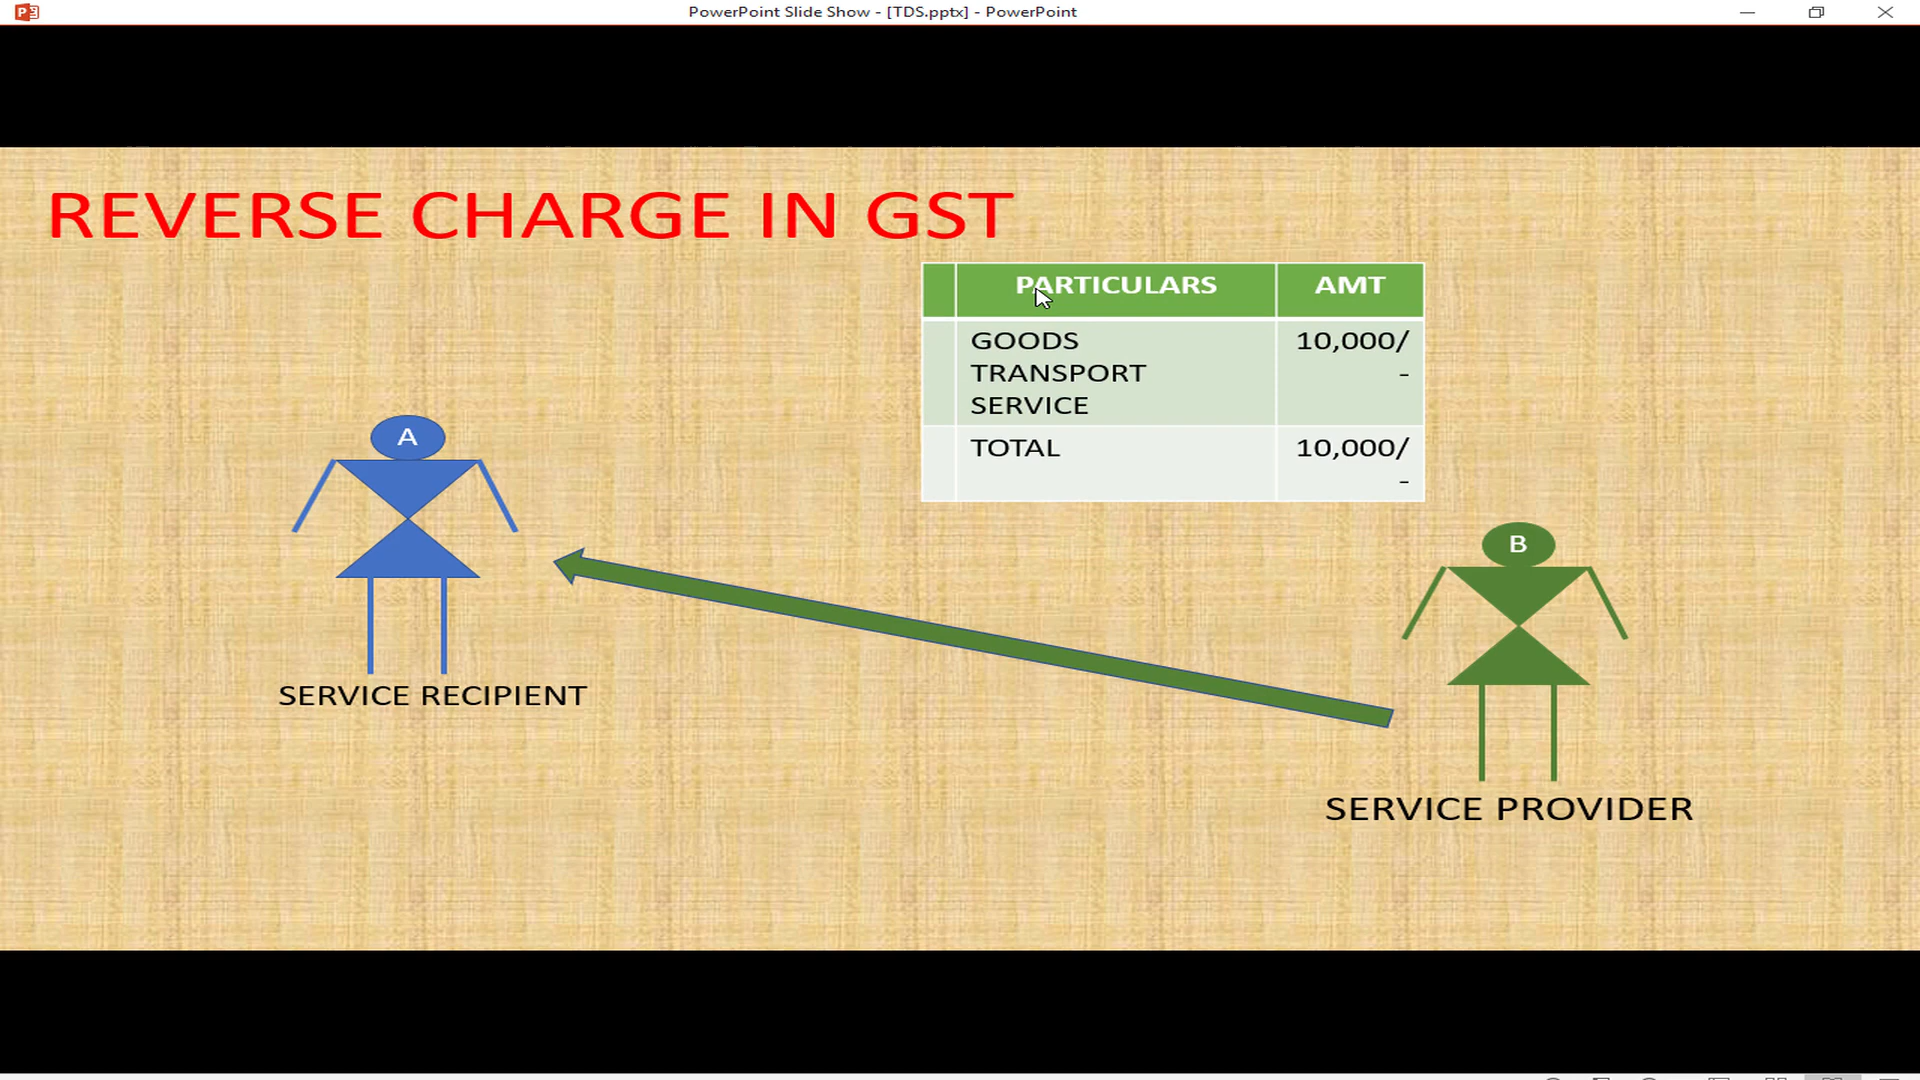 PowerPoint Slide Show - [TDS.pptx] - PowerPoint
REVERSE CHARGE IN GST
PARTICULARS AMT
GOODS 10,000/
TRANSPORT -
SERVICE
TOTAL 10,000/
-
A
B
SERVICE RECIPIENT
SERVICE PROVIDER